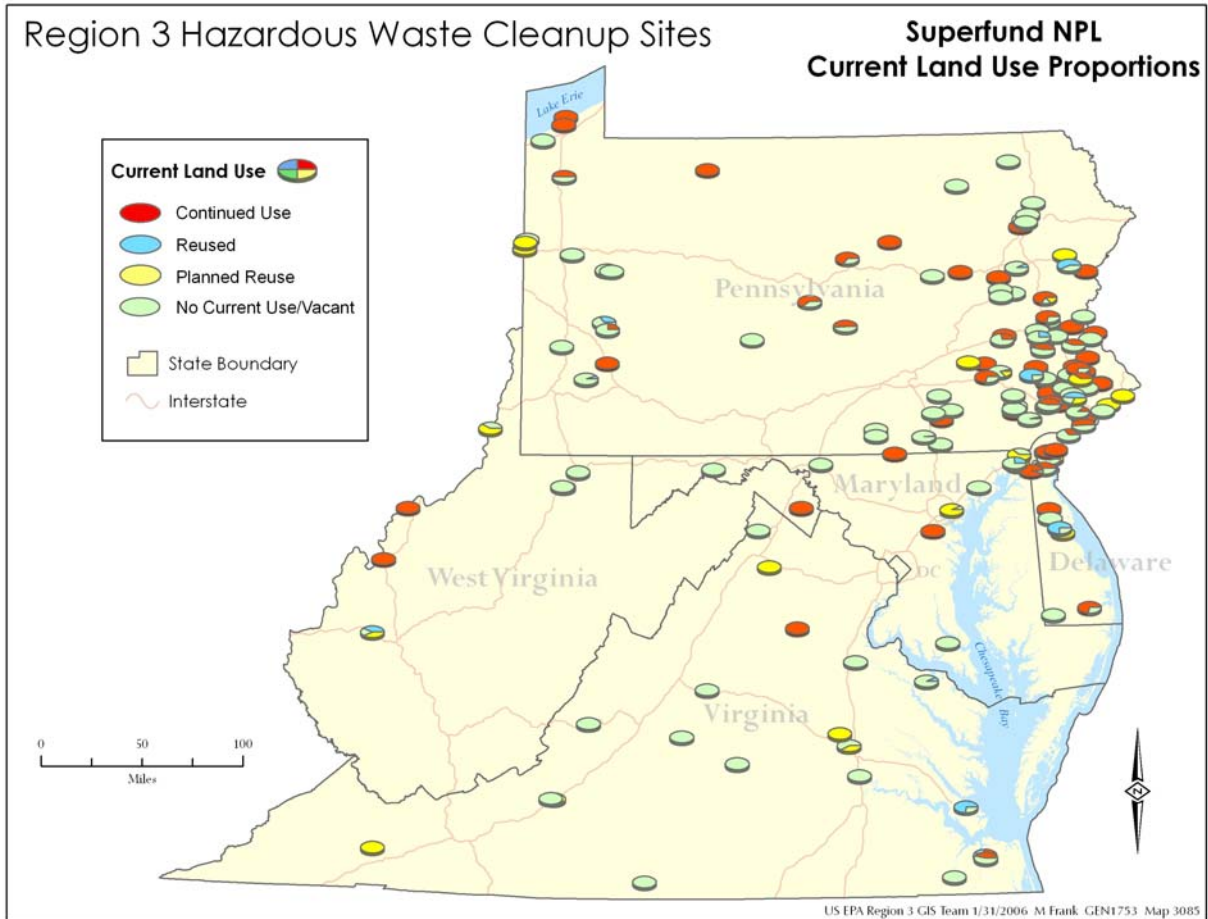 Region 3 Hazardous Waste Cleanup Sites
Superfund NPL
Current Land Use Proportions
Lake Erie
Current Land Use
Continued Use
Reused
Planned Reuse
No Current Use/Vacant
State Boundary
Interstate
Pennsylvania
Maryland
West Virginia
DC
Delaware
Chesapeake Bay
Virginia
0 50 100
Miles
N
US EPA Region 3 GIS Team 1/31/2006 M Frank GEN1753 Map 3085